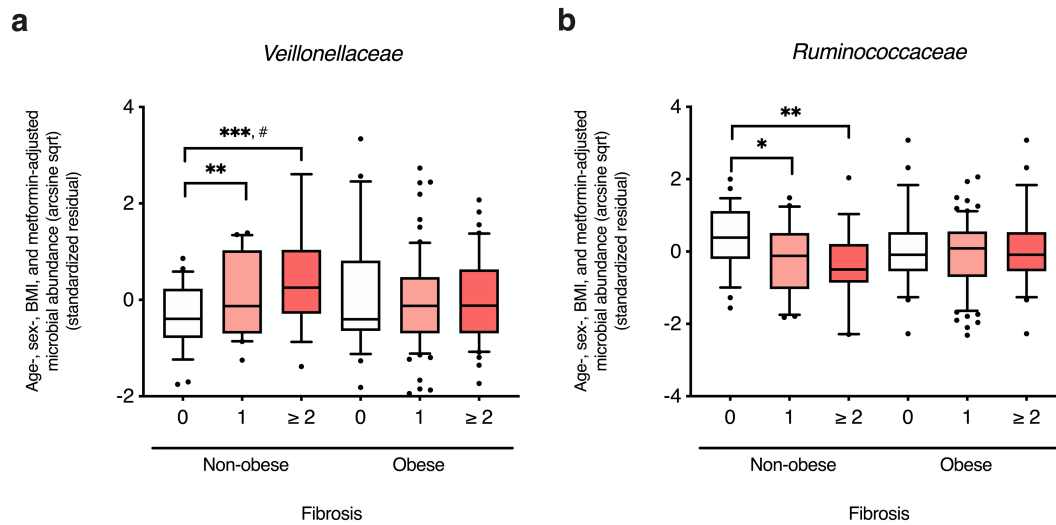 a
Veillonellaceae
Age-, sex-, BMI, and metformin-adjusted
microbial abundance (arcsine sqrt)
(standardized residual)
4
2
0
-2
***, #
**
0 1 ≥ 2 0 1 ≥ 2
Non-obese Obese
Fibrosis
b
Ruminococcaceae
Age-, sex-, BMI, and metformin-adjusted
microbial abundance (arcsine sqrt)
(standardized residual)
4
2
0
-2
-4
**
*
0 1 ≥ 2 0 1 ≥ 2
Non-obese Obese
Fibrosis